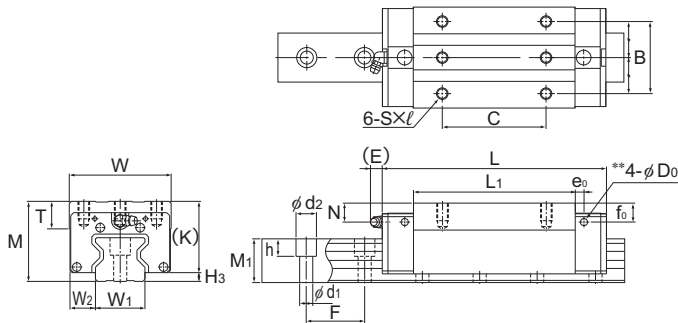 B
6-S×ℓ
C
W
(E)
L
L1
e0
**4-φD0
T
N
φd2
f0
M
(K)
h
M1
H3
φd1
W2
W1
F